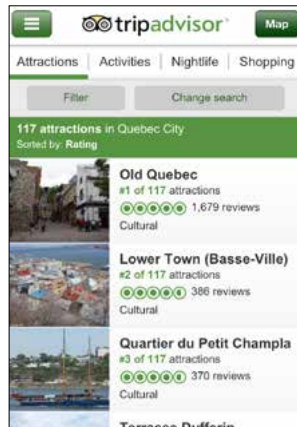 tripadvisor
Map
Attractions Activities Nightlife Shopping
Filter Change search
117 attractions in Quebec City
Sorted by: Rating
Old Quebec
#1 of 117 attractions
1,679 reviews
Cultural
Lower Town (Basse-Ville)
#2 of 117 attractions
386 reviews
Cultural
Quartier du Petit Champla
#3 of 117 attractions
370 reviews
Cultural
Terrasse Dufferin